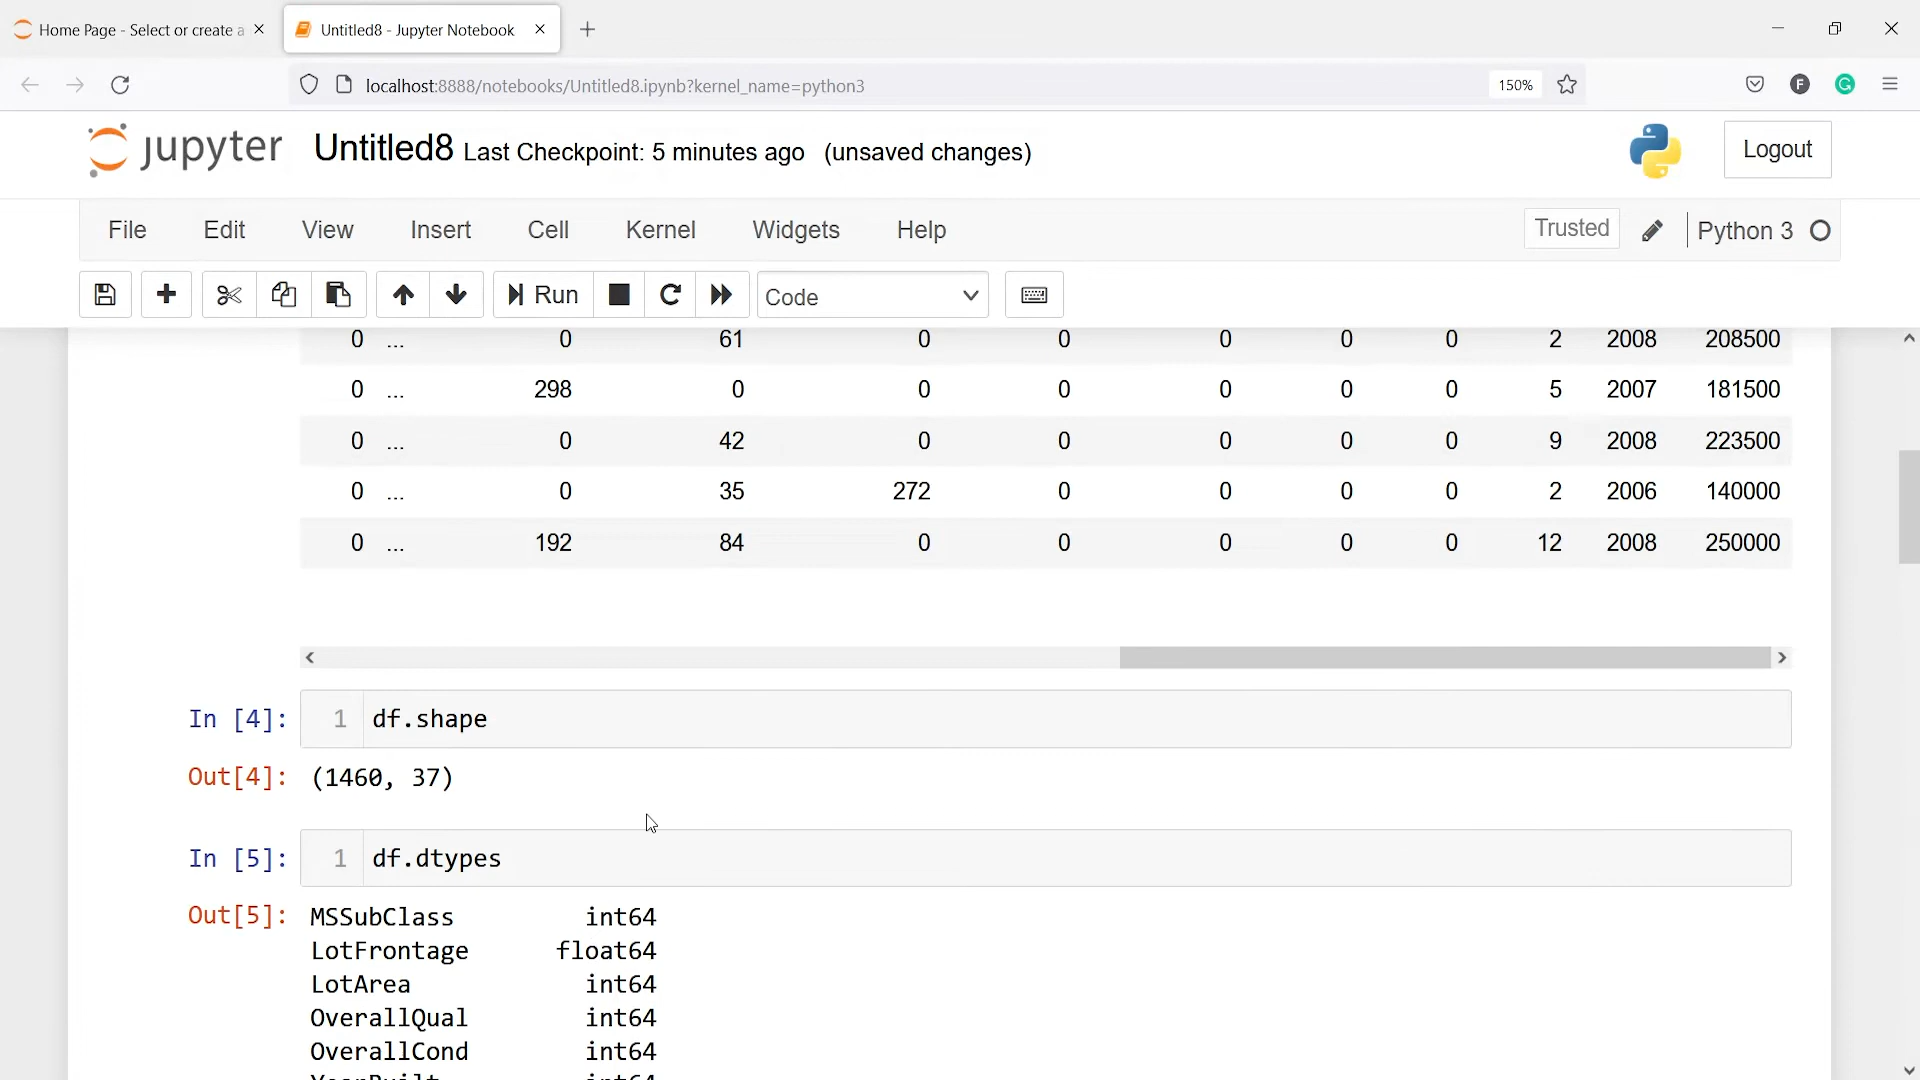 Home Page - Select or create a
Untitled8 - Jupyter Notebook
localhost:8888/notebooks/Untitled8.ipynb?kernel_name=python3
150%
F
G
jupyter Untitled8 Last Checkpoint: 5 minutes ago (unsaved changes)
Logout
File Edit View Insert Cell Kernel Widgets Help
Trusted
Python 3
Run
Code
0 ... 0 61 0 0 0 0 0 2 2008 208500
0 ... 298 0 0 0 0 0 0 5 2007 181500
0 ... 0 42 0 0 0 0 0 9 2008 223500
0 ... 0 35 272 0 0 0 0 2 2006 140000
0 ... 192 84 0 0 0 0 0 12 2008 250000
In [4]: 1 df.shape
Out[4]: (1460, 37)
In [5]: 1 df.dtypes
Out[5]: MSSubClass int64
LotFrontage float64
LotArea int64
OverallQual int64
OverallCond int64